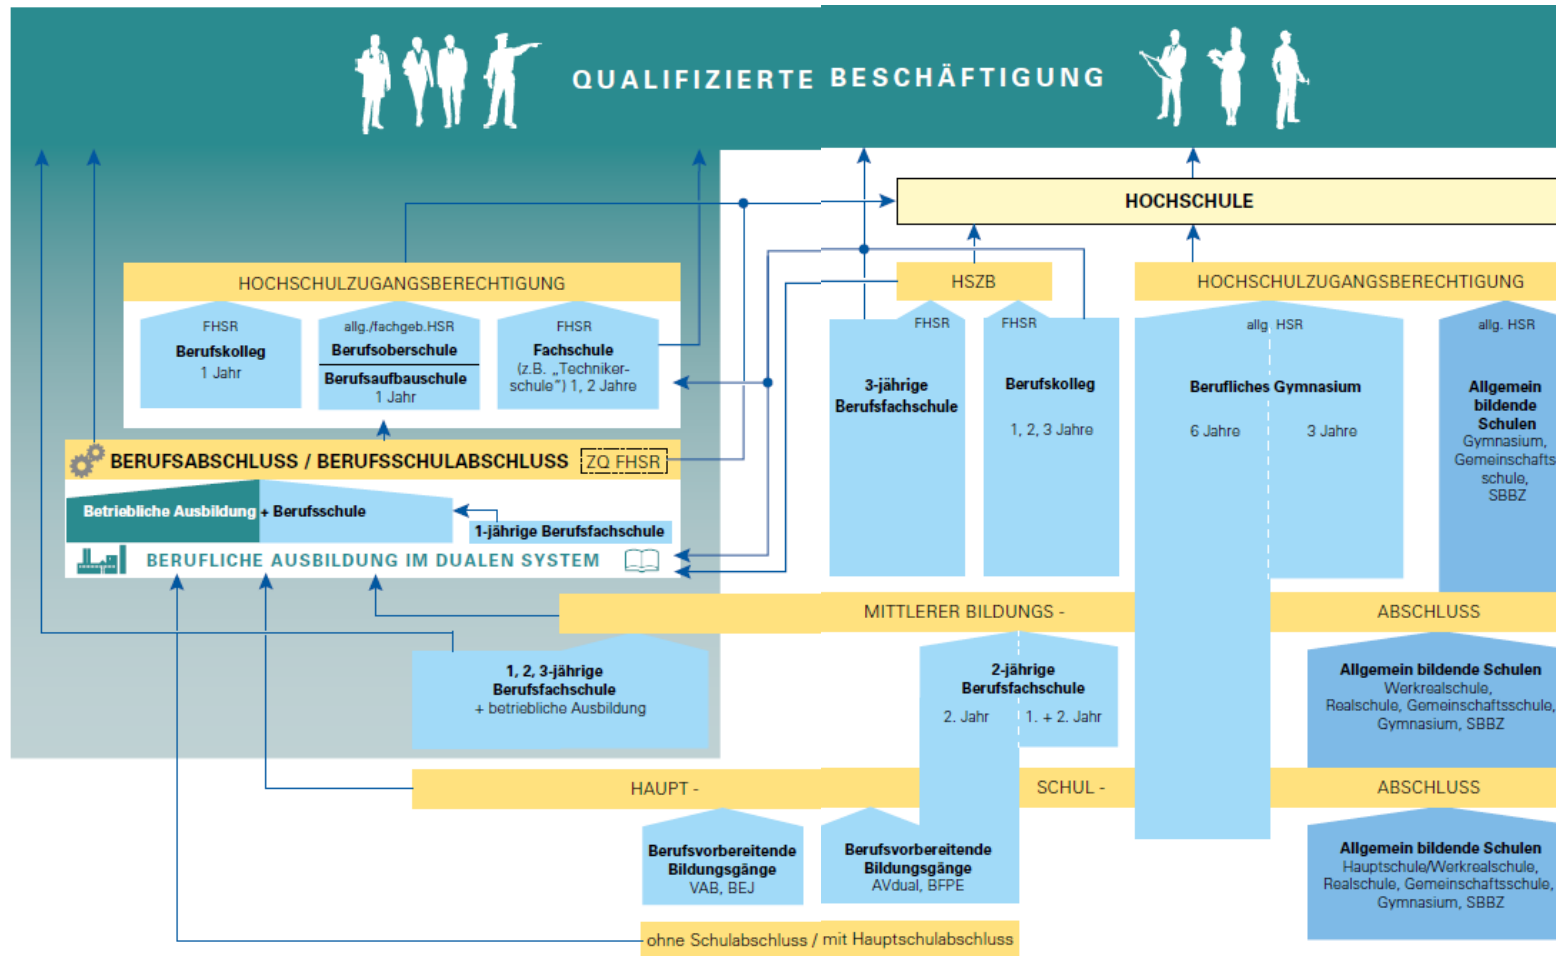 QUALIFIZIERTE BESCHÄFTIGUNG
HOCHSCHULE
HOCHSCHULZUGANGSBERECHTIGUNG
FHSR
Berufskolleg
1 Jahr
allg./fachgeb.HSR
Berufsoberschule
Berufsaufbauschule
1 Jahr
FHSR
Fachschule
(z.B. „Techniker-
schule“) 1, 2 Jahre
HSZB
FHSR
3-jährige
Berufsfachschule
FHSR
Berufskolleg
1, 2, 3 Jahre
HOCHSCHULZUGANGSBERECHTIGUNG
allg. HSR
Berufliches Gymnasium
6 Jahre
3 Jahre
allg. HSR
Allgemein
bildende
Schulen
Gymnasium,
Gemeinschafts
schule,
SBBZ
BERUFSABSCHLUSS / BERUFSSCHULABSCHLUSS
ZQ FHSR
Betriebliche Ausbildung + Berufsschule
1-jährige Berufsfachschule
BERUFLICHE AUSBILDUNG IM DUALEN SYSTEM
MITTLERER BILDUNGS - ABSCHLUSS
1, 2, 3-jährige
Berufsfachschule
+ betriebliche Ausbildung
2-jährige
Berufsfachschule
2. Jahr
1. + 2. Jahr
Allgemein bildende Schulen
Werkrealschule,
Realschule, Gemeinschaftsschule,
Gymnasium, SBBZ
HAUPT - SCHUL - ABSCHLUSS
Berufsvorbereitende
Bildungsgänge
VAB, BEJ
Berufsvorbereitende
Bildungsgänge
AVdual, BFPE
Allgemein bildende Schulen
Hauptschule/Werkrealschule,
Realschule, Gemeinschaftsschule,
Gymnasium, SBBZ
ohne Schulabschluss / mit Hauptschulabschluss